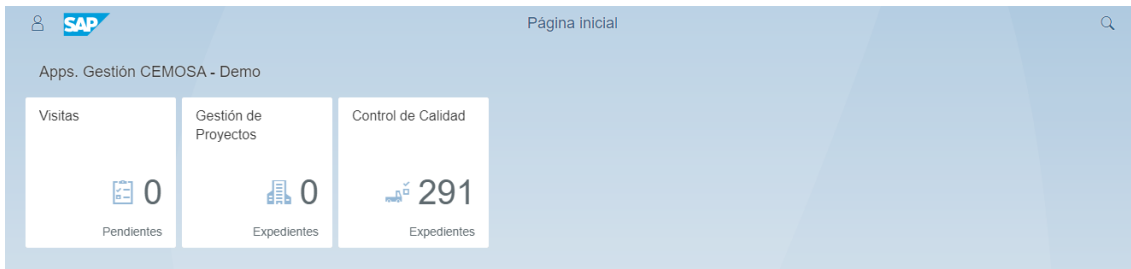 SAP
Página inicial
Apps. Gestión CEMOSA - Demo
Visitas
0
Pendientes
Gestión de
Proyectos
0
Expedientes
Control de Calidad
291
Expedientes